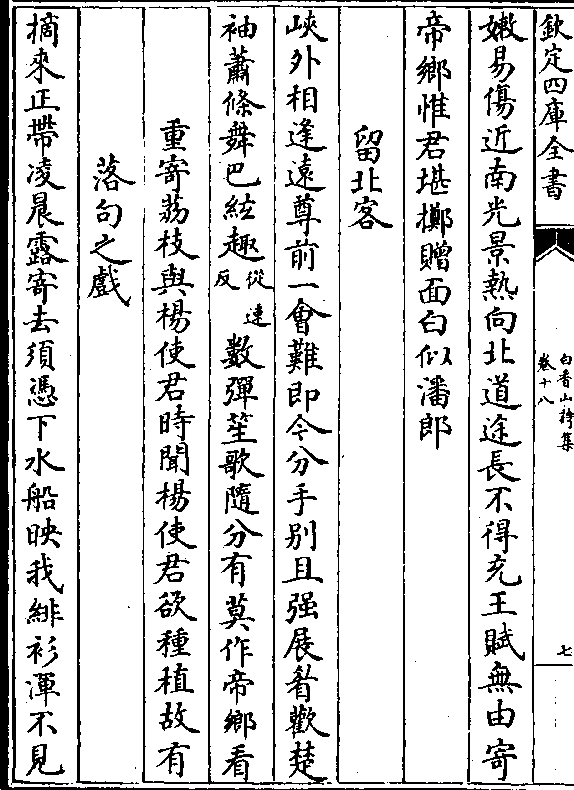 欽定四庫全書
白香山詩集
卷十八
七
嫩易傷近南光景熱向北道途長不得充王賦無由寄
帝鄉惟君堪擲贈面白似潘郎
留北客
峽外相逢遠尊前一會難即今分手别且强展眉歡楚
袖蕭條舞巴絃趣從速反數彈笙歌隨分有莫作帝鄉看
重寄荔枝與楊使君時聞楊使君欲種植故有
落句之戲
摘來正帶凌晨露寄去須憑下水船映我緋衫渾不見